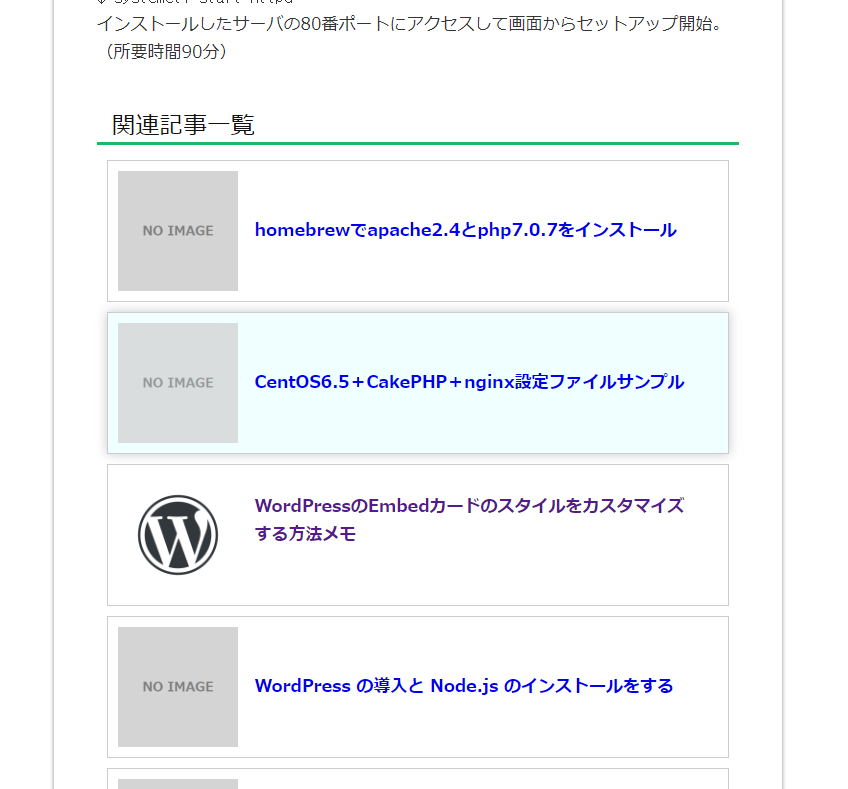 $ systemctl start httpd
インストールしたサーバの80番ポートにアクセスして画面からセットアップ開始。
（所要時間90分）
関連記事一覧
NO IMAGE
homebrewでapache2.4とphp7.0.7をインストール
NO IMAGE
CentOS6.5＋CakePHP＋nginx設定ファイルサンプル
WordPressのEmbedカードのスタイルをカスタマイズ
する方法メモ
NO IMAGE
WordPress の導入と Node.js のインストールをする